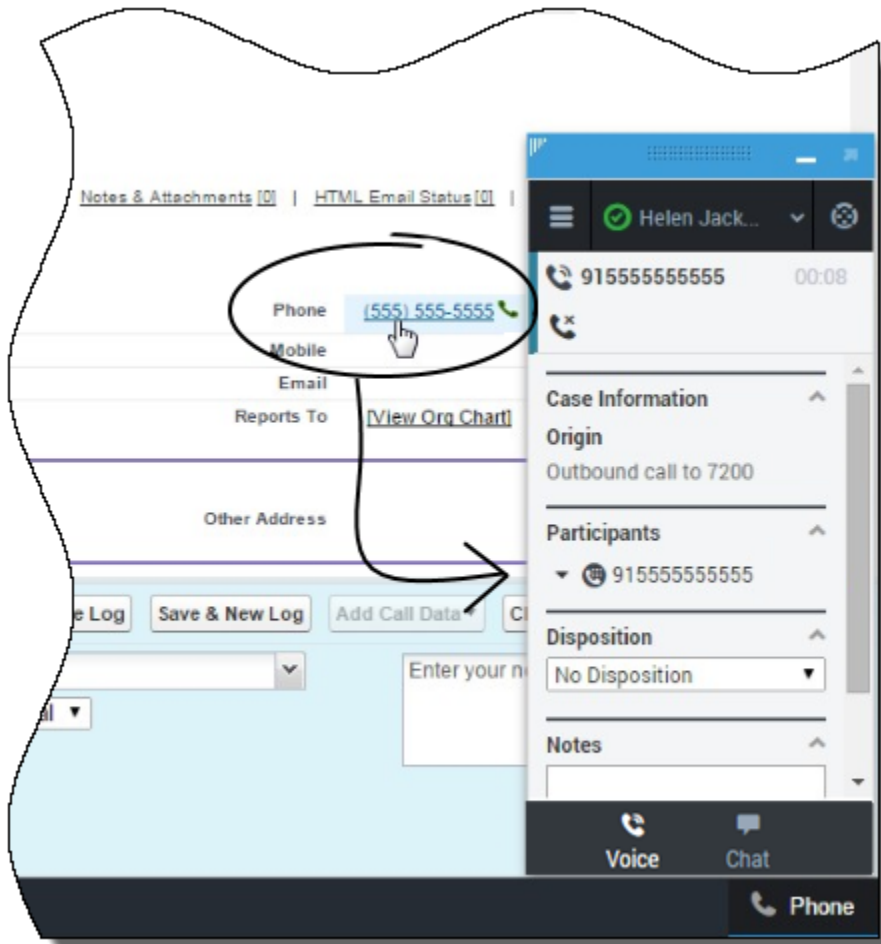 Notes & Attachments [0] | HTML Email Status [0] |
Phone (555) 555-5555
Mobile
Email
Reports To [View Org Chart]
Other Address
e Log Save & New Log Add Call Data Cl
Enter your n
al
Helen Jack...
915555555555 00:08
Case Information
Origin
Outbound call to 7200
Participants
915555555555
Disposition
No Disposition
Notes
Voice Chat
Phone